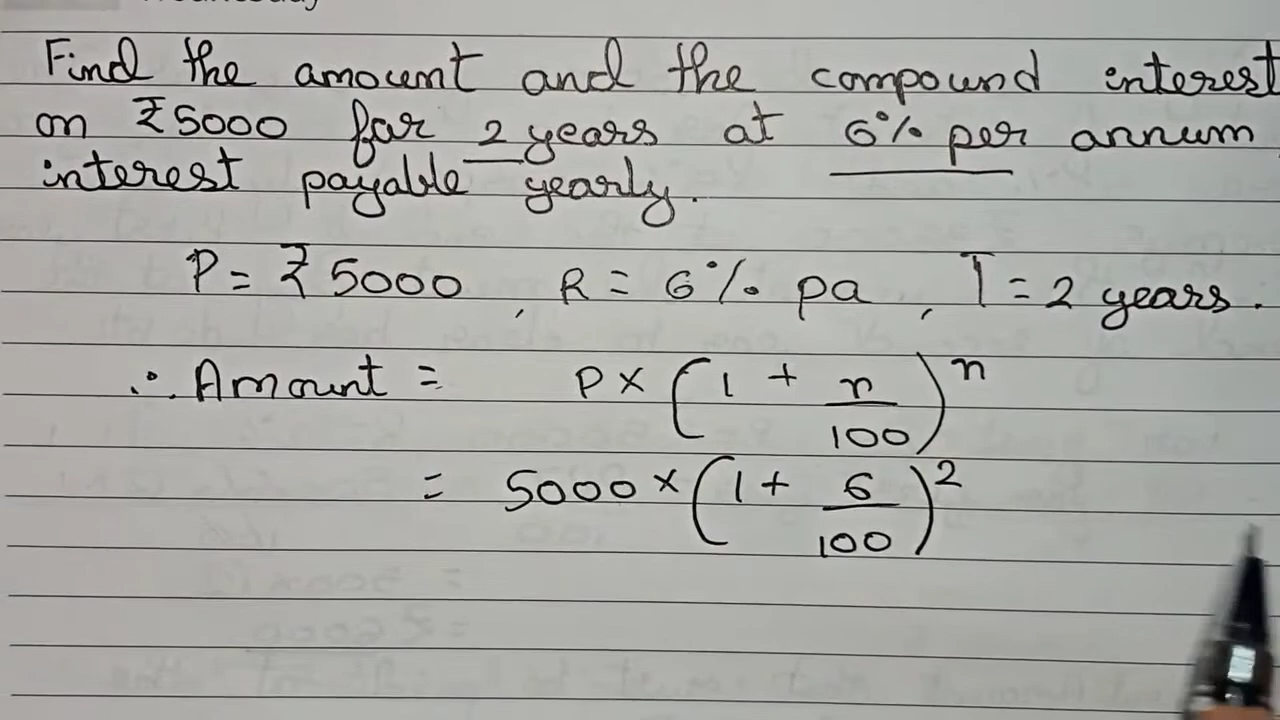 Find the amount and the compound interest
on ₹5000 for 2 years at 6% per annum
interest payable yearly.
P = ₹5000 , R = 6% pa , T = 2 years.
∴ Amount = P × (1 + r/100)^n
= 5000 × (1 + 6/100)^2